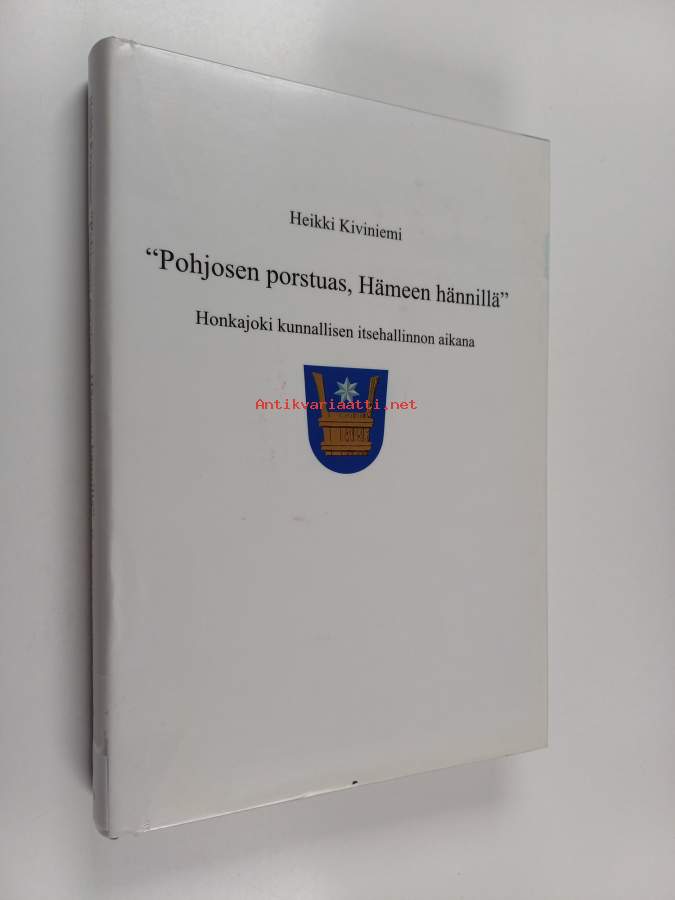 Heikki Kiviniemi
“Pohjosen porstuas, Hämeen hännillä”
Honkajoki kunnallisen itsehallinnon aikana
Antikvariaatti.net